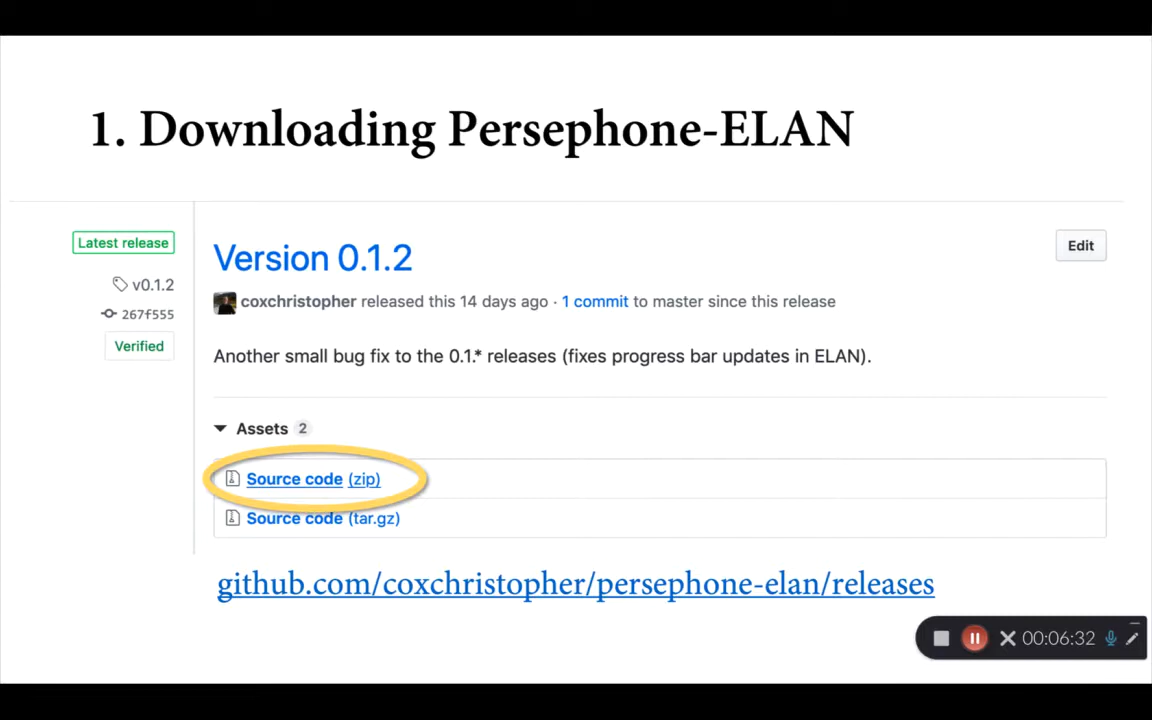 1. Downloading Persephone-ELAN
Latest release
Version 0.1.2
Edit
v0.1.2
coxchristopher released this 14 days ago · 1 commit to master since this release
267f555
Verified
Another small bug fix to the 0.1.* releases (fixes progress bar updates in ELAN).
Assets 2
Source code (zip)
Source code (tar.gz)
github.com/coxchristopher/persephone-elan/releases
00:06:32